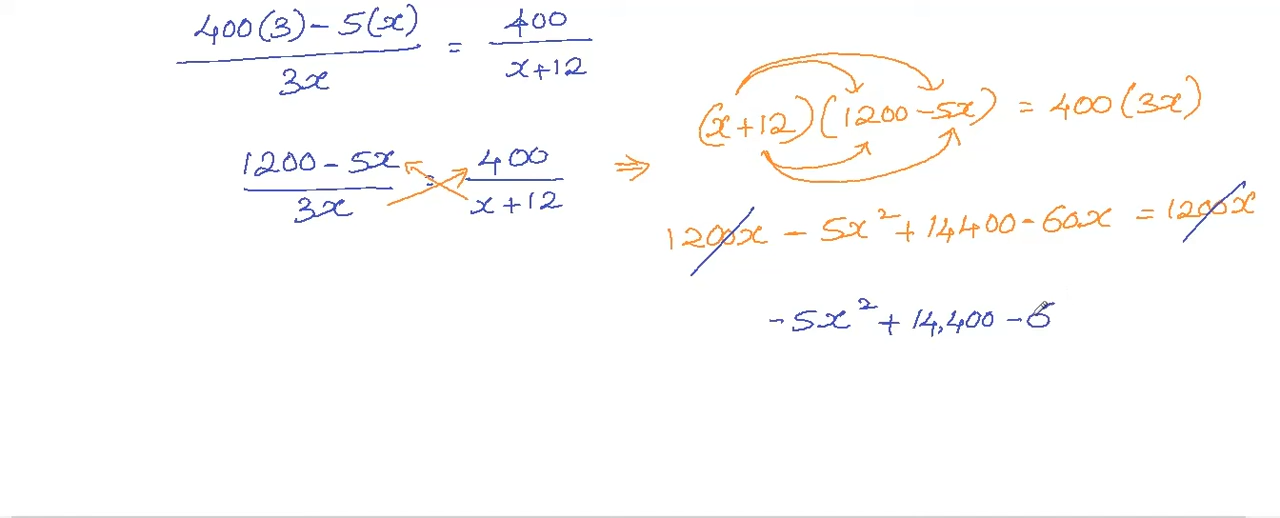 400(3) - 5(x) / 3x = 400 / x+12
1200 - 5x / 3x = 400 / x+12 ⇒
(x+12)(1200-5x) = 400(3x)
1200x - 5x² + 14400 - 60x = 1200x
-5x² + 14,400 - 6